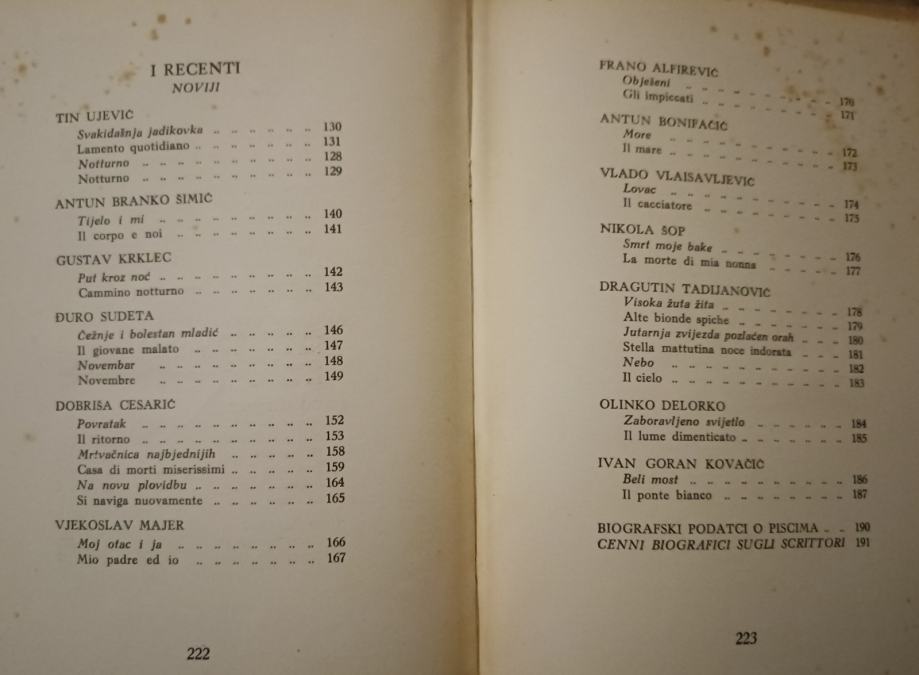 I RECENTI
NOVIJI
TIN UJEVIĆ
Svakidašnja jadikovka .. .. .. .. .. .. 130
Lamento quotidiano .. .. .. .. .. .. .. 131
Notturno .. .. .. .. .. .. .. .. .. 128
Notturno .. .. .. .. .. .. .. .. .. 129
ANTUN BRANKO ŠIMIĆ
Tijelo i mi .. .. .. .. .. .. .. .. 140
Il corpo e noi .. .. .. .. .. .. .. .. 141
GUSTAV KRKLEC
Put kroz noć .. .. .. .. .. .. .. .. .. 142
Cammino notturno .. .. .. .. .. .. .. 143
ĐURO SUDETA
Čežnje i bolestan mladić .. .. .. .. .. 146
Il giovane malato .. .. .. .. .. .. .. 147
Novembar .. .. .. .. .. .. .. .. .. 148
Novembre .. .. .. .. .. .. .. .. .. 149
DOBRIŠA CESARIĆ
Povratak .. .. .. .. .. .. .. .. .. 152
Il ritorno .. .. .. .. .. .. .. .. .. 153
Mrtvačnica najbjednijih .. .. .. .. .. .. 158
Casa di morti miserissimi .. .. .. .. .. 159
Na novu plovidbu .. .. .. .. .. .. .. 164
Si naviga nuovamente .. .. .. .. .. .. 165
VJEKOSLAV MAJER
Moj otac i ja .. .. .. .. .. .. .. .. 166
Mio padre ed io .. .. .. .. .. .. .. 167
222
FRANO ALFIREVIĆ
Obješeni .. .. .. .. .. .. .. .. 170
Gli impiccati .. .. .. .. .. .. .. .. 171
ANTUN BONIFAČIĆ
More .. .. .. .. .. .. .. .. .. 172
Il mare .. .. .. .. .. .. .. .. .. 173
VLADO VLAISAVLJEVIĆ
Lovac .. .. .. .. .. .. .. .. .. 174
Il cacciatore .. .. .. .. .. .. .. .. 175
NIKOLA ŠOP
Smrt moje bake .. .. .. .. .. .. .. 176
La morte di mia nonna .. .. .. .. .. 177
DRAGUTIN TADIJANOVIĆ
Visoka žuta žita .. .. .. .. .. .. .. 178
Alte bionde spiche .. .. .. .. .. .. .. 179
Jutarnja zvijezda pozlaćen orah .. .. .. 180
Stella mattutina noce indorata .. .. .. .. 181
Nebo .. .. .. .. .. .. .. .. .. 182
Il cielo .. .. .. .. .. .. .. .. .. 183
OLINKO DELORKO
Zaboravljeno svijetlo .. .. .. .. .. .. 184
Il lume dimenticato .. .. .. .. .. .. .. 185
IVAN GORAN KOVAČIĆ
Beli most .. .. .. .. .. .. .. .. .. 186
Il ponte bianco .. .. .. .. .. .. .. 187
BIOGRAFSKI PODATCI O PISCIMA .. .. 190
CENNI BIOGRAFICI SUGLI SCRITTORI 191
223